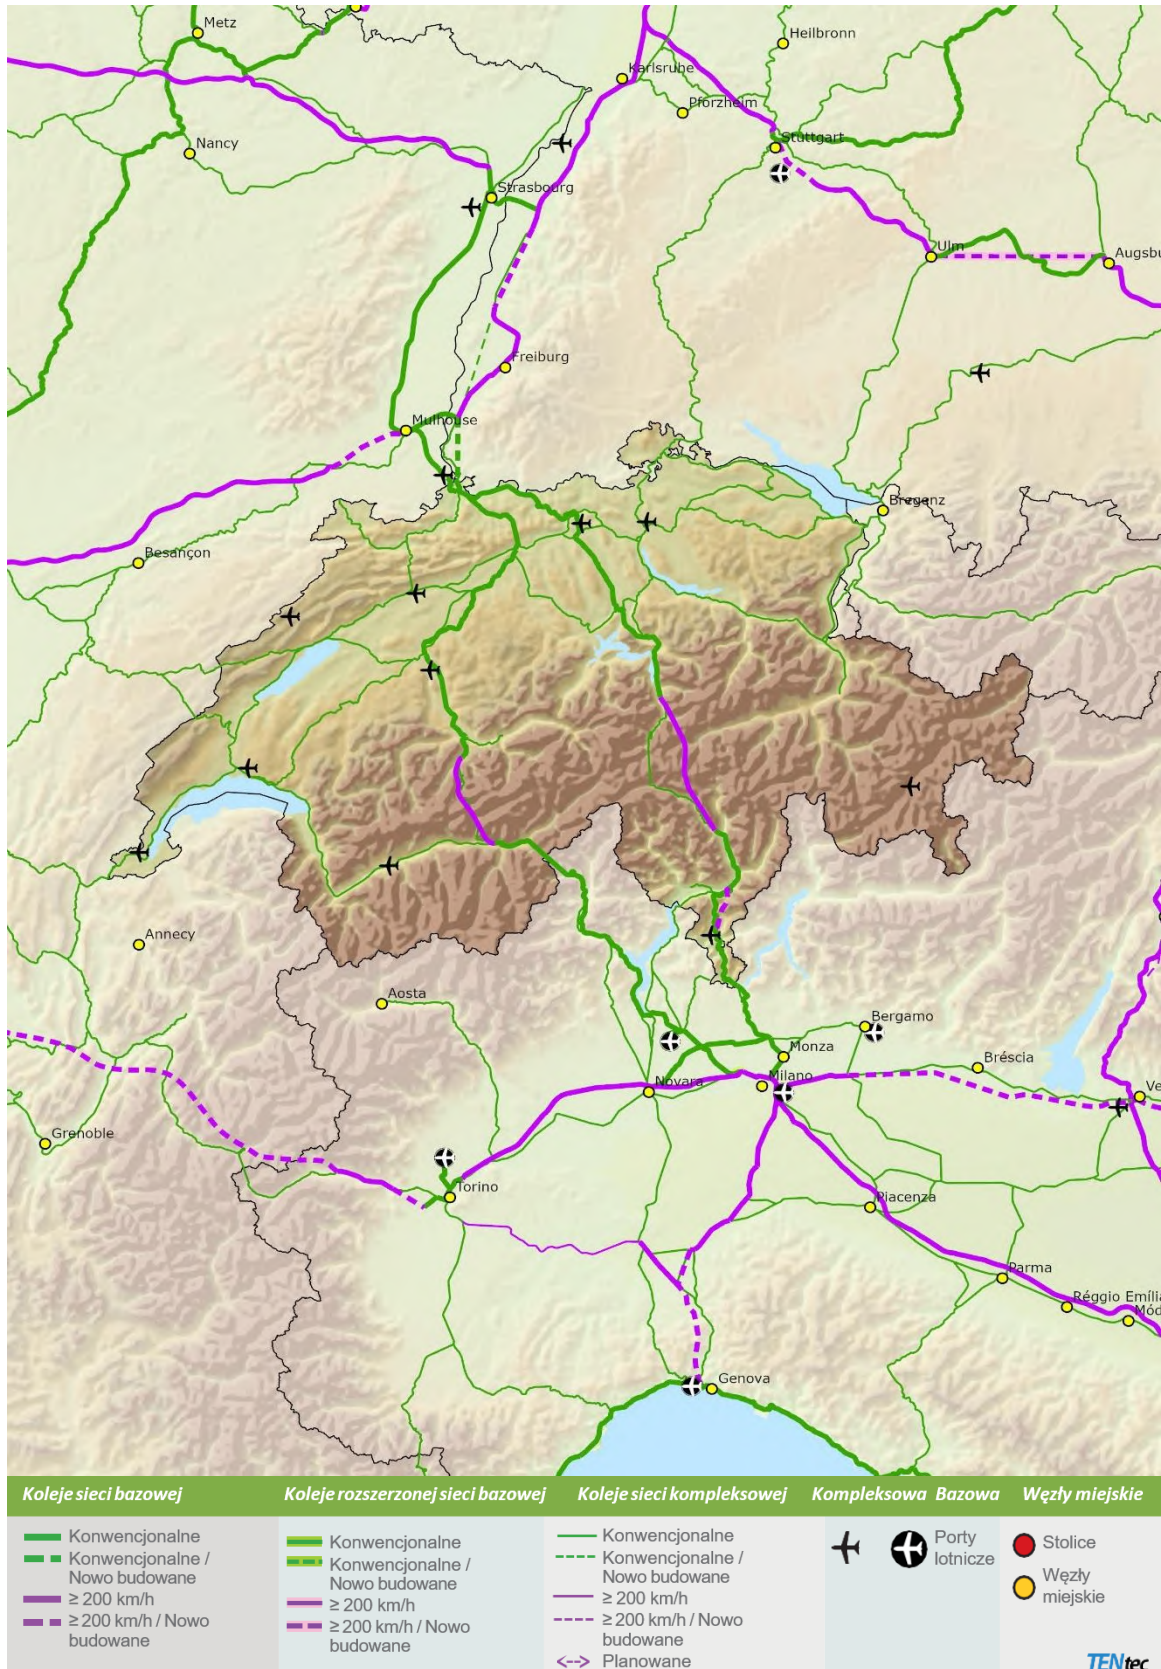 Metz
Heilbronn
Karlsruhe
Pforzheim
Nancy
Stuttgart
Strasbourg
Ulm
Augsbu
Freiburg
Mulhouse
Bregenz
Besançon
Annecy
Aosta
Bergamo
Monza
Bréscia
Novara
Milano
Ve
Grenoble
Torino
Piacenza
Parma
Réggio Emília
Mód
Genova
Koleje sieci bazowej
Konwencjonalne
Konwencjonalne /
Nowo budowane
≥ 200 km/h
≥ 200 km/h / Nowo
budowane
Koleje rozszerzonej sieci bazowej
Konwencjonalne
Konwencjonalne /
Nowo budowane
≥ 200 km/h
≥ 200 km/h / Nowo
budowane
Koleje sieci kompleksowej
Konwencjonalne
Konwencjonalne /
Nowo budowane
≥ 200 km/h
≥ 200 km/h / Nowo
budowane
Planowane
Kompleksowa Bazowa
Porty
lotnicze
Węzły miejskie
Stolice
Węzły
miejskie
TENtec